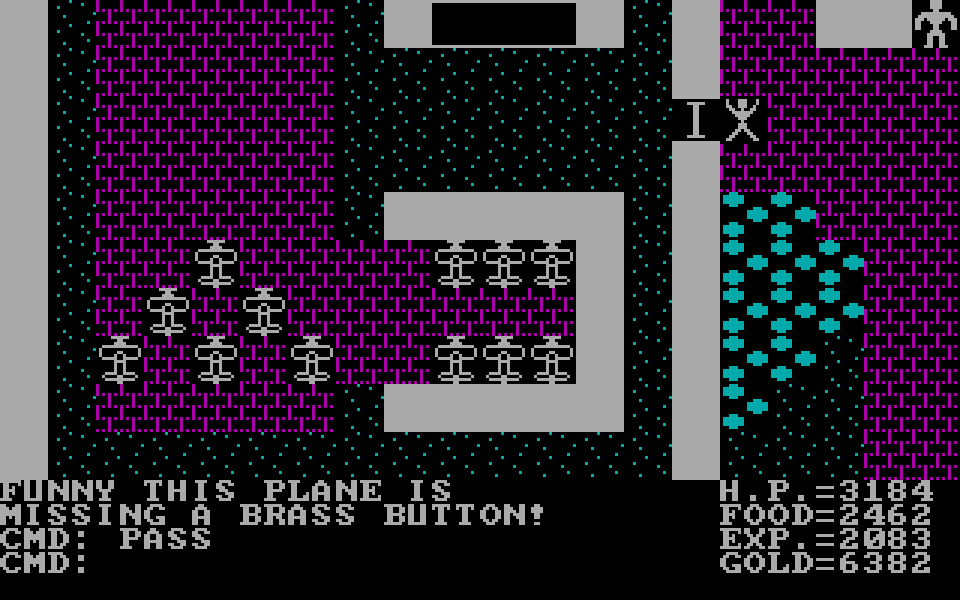 I
FUNNY THIS PLANE IS
MISSING A BRASS BUTTON!
CMD: PASS
CMD:
H.P.=3184
FOOD=2462
EXP.=2083
GOLD=6382